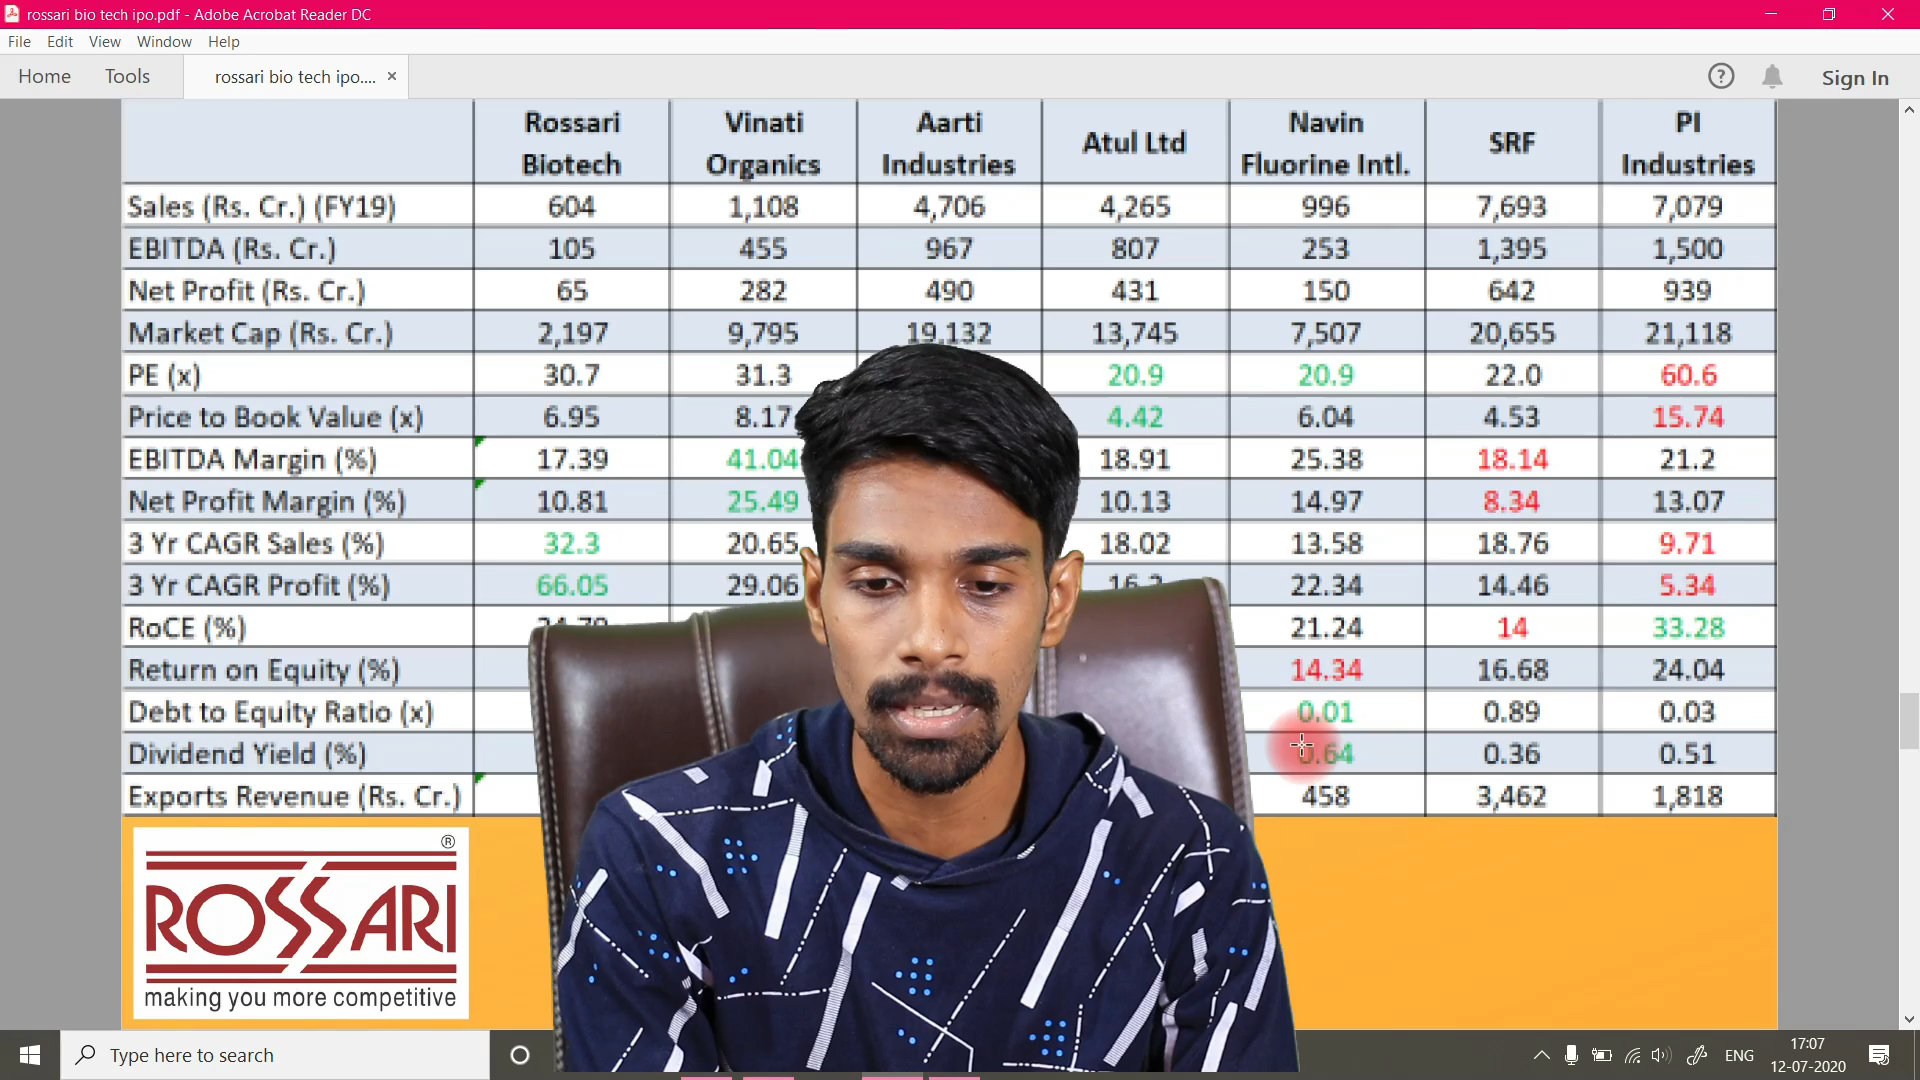 rossari bio tech ipo.pdf - Adobe Acrobat Reader DC
File Edit View Window Help
Home Tools rossari bio tech ipo.... × ? Sign In
Rossari Biotech Vinati Organics Aarti Industries Atul Ltd Navin Fluorine Intl. SRF PI Industries
Sales (Rs. Cr.) (FY19) 604 1,108 4,706 4,265 996 7,693 7,079
EBITDA (Rs. Cr.) 105 455 967 807 253 1,395 1,500
Net Profit (Rs. Cr.) 65 282 490 431 150 642 939
Market Cap (Rs. Cr.) 2,197 9,795 19,132 13,745 7,507 20,655 21,118
PE (x) 30.7 31.3 20.9 20.9 22.0 60.6
Price to Book Value (x) 6.95 8.17 4.42 6.04 4.53 15.74
EBITDA Margin (%) 17.39 41.04 18.91 25.38 18.14 21.2
Net Profit Margin (%) 10.81 25.49 10.13 14.97 8.34 13.07
3 Yr CAGR Sales (%) 32.3 20.65 18.02 13.58 18.76 9.71
3 Yr CAGR Profit (%) 66.05 29.06 22.34 14.46 5.34
RoCE (%) 21.24 14 33.28
Return on Equity (%) 14.34 16.68 24.04
Debt to Equity Ratio (x) 0.01 0.89 0.03
Dividend Yield (%) 0.64 0.36 0.51
Exports Revenue (Rs. Cr.) 458 3,462 1,818
®
ROSSARI
making you more competitive
Type here to search
ENG
17:07
12-07-2020